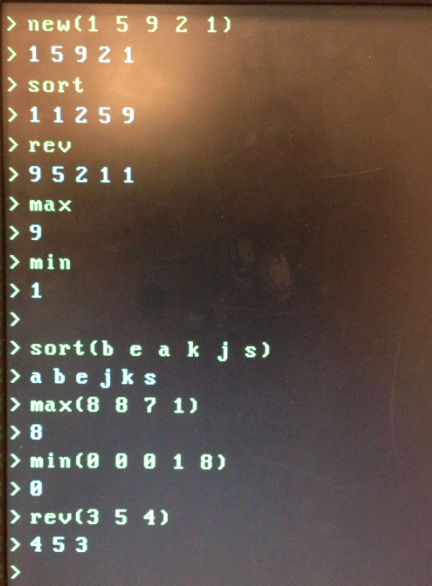 > new(1 5 9 2 1)
> 1 5 9 2 1
> sort
> 1 1 2 5 9
> rev
> 9 5 2 1 1
> max
> 9
> min
> 1
>
> sort(b e a k j s)
> a b e j k s
> max(8 8 7 1)
> 8
> min(0 0 0 1 8)
> 0
> rev(3 5 4)
> 4 5 3
>